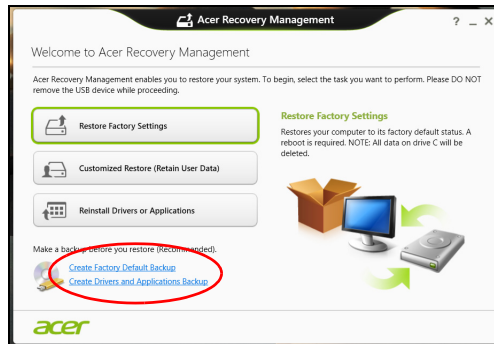 Acer Recovery Management
? _ X
Welcome to Acer Recovery Management
Acer Recovery Management enables you to restore your system. To begin, select the task you want to perform. Please DO NOT
remove the USB device while proceeding.
Restore Factory Settings
Customized Restore (Retain User Data)
Reinstall Drivers or Applications
Restore Factory Settings
Restores your computer to its factory default status. A
reboot is required. NOTE: All data on drive C will be
deleted.
Make a backup before you restore (Recommended).
Create Factory Default Backup
Create Drivers and Applications Backup
acer